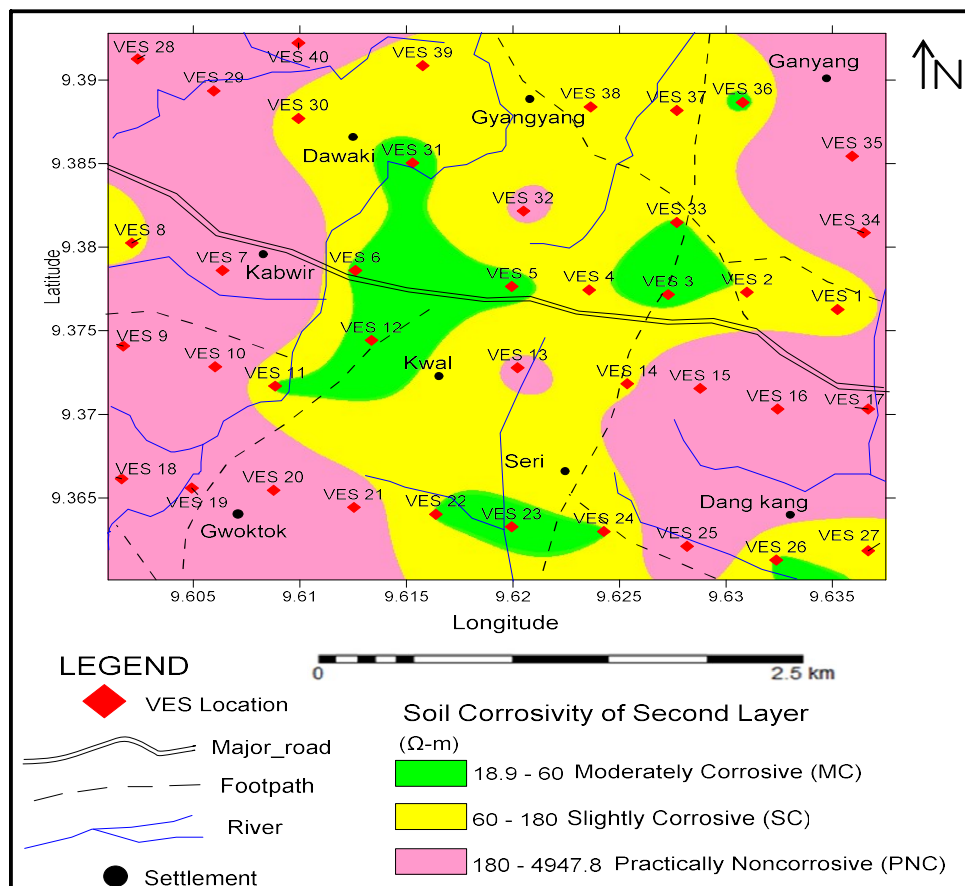 VES 28
VES 40
VES 39
Ganyang
N
9.39
VES 29
VES 38
VES 37
VES 36
VES 30
Gyangyang
Dawaki
VES 31
VES 35
9.385
VES 32
VES 33
VES 34
VES 8
9.38
VES 7
Kabwir
VES 6
VES 5
VES 4
VES 3
VES 2
VES 1
Latitude
9.375
VES 9
VES 10
VES 11
VES 12
Kwal
VES 13
VES 14
VES 15
VES 16
VES 17
9.37
Seri
VES 18
VES 19
VES 20
VES 21
VES 22
VES 23
VES 24
Dang kang
9.365
Gwoktok
VES 25
VES 26
VES 27
9.605
9.61
9.615
9.62
9.625
9.63
9.635
Longitude
0
2.5 km
LEGEND
VES Location
Major_road
Footpath
River
Settlement
Soil Corrosivity of Second Layer
(Ω-m)
18.9 - 60 Moderately Corrosive (MC)
60 - 180 Slightly Corrosive (SC)
180 - 4947.8 Practically Noncorrosive (PNC)